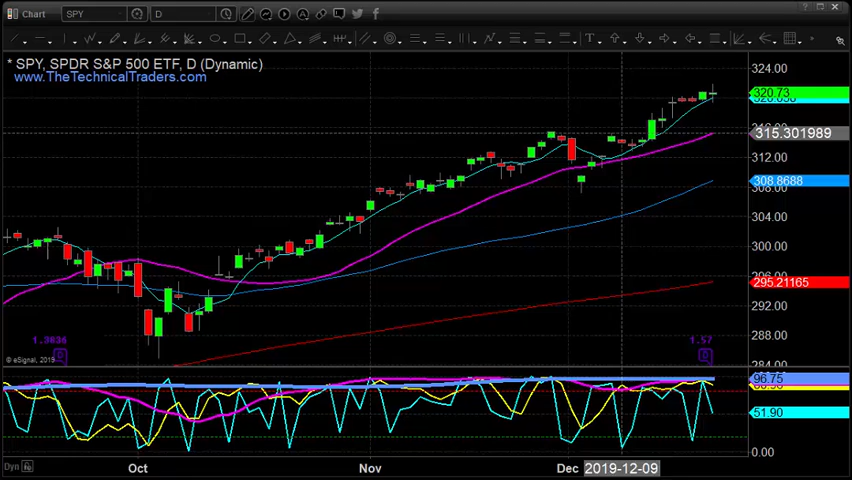 Chart
SPY
D
* SPY, SPDR S&P 500 ETF, D (Dynamic)
www.TheTechnicalTraders.com
324.00
320.73
315.301989
312.00
308.8688
304.00
300.00
295.21165
292.00
288.00
284.00
1.3836
1.57
© eSignal, 2019
96.75
51.90
0.00
Dyn
Oct
Nov
Dec
2019-12-09